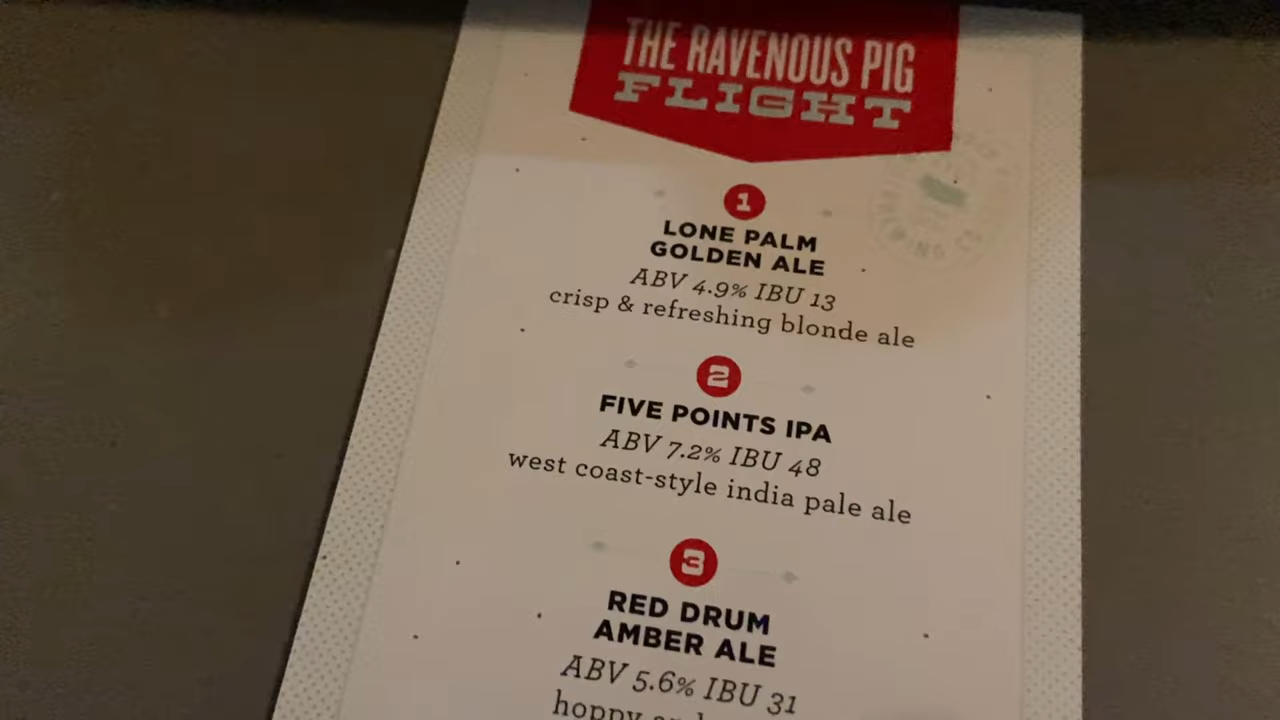 THE RAVENOUS PIG
FLIGHT
1
LONE PALM
GOLDEN ALE
ABV 4.9% IBU 13
crisp & refreshing blonde ale
2
FIVE POINTS IPA
ABV 7.2% IBU 48
west coast-style india pale ale
3
RED DRUM
AMBER ALE
ABV 5.6% IBU 31
hoppy